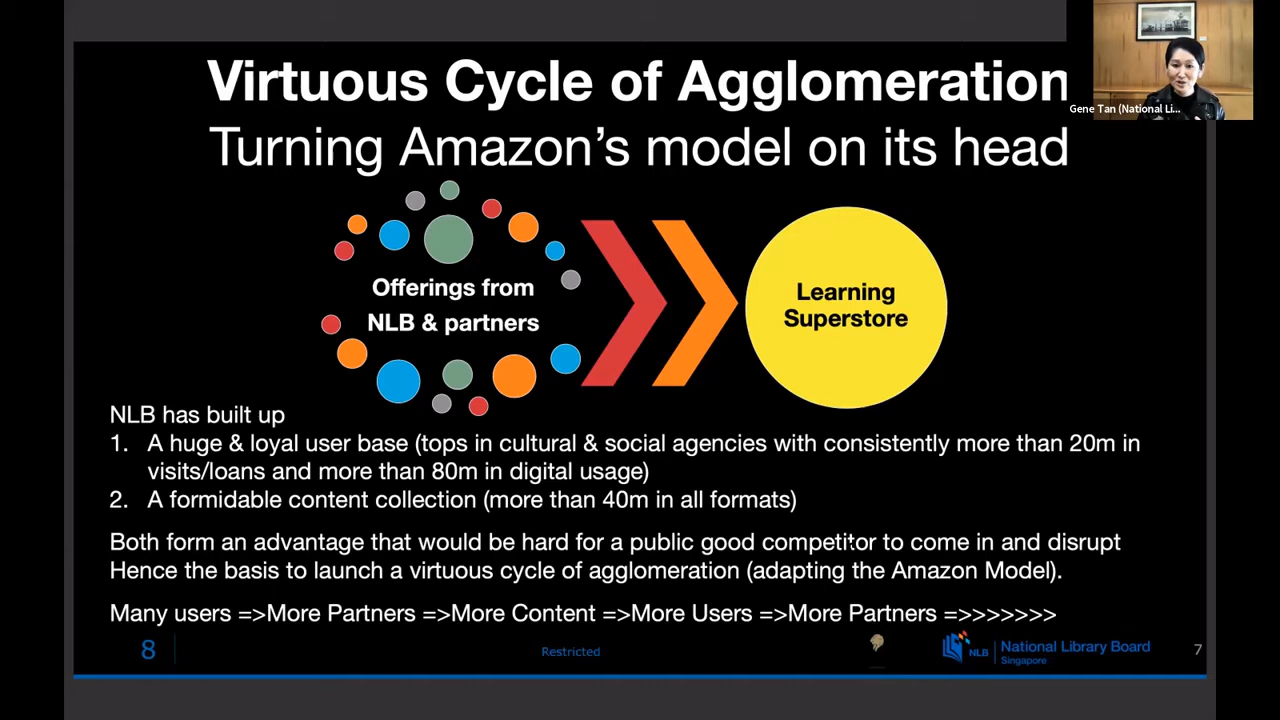 Virtuous Cycle of Agglomeration
Turning Amazon's model on its head
Gene Tan (National Li...
Offerings from
NLB & partners
Learning
Superstore
NLB has built up
1. A huge & loyal user base (tops in cultural & social agencies with consistently more than 20m in
visits/loans and more than 80m in digital usage)
2. A formidable content collection (more than 40m in all formats)
Both form an advantage that would be hard for a public good competitor to come in and disrupt
Hence the basis to launch a virtuous cycle of agglomeration (adapting the Amazon Model).
Many users =>More Partners =>More Content =>More Users =>More Partners =>>>>>>>
8
Restricted
NLB
National Library Board
Singapore
7